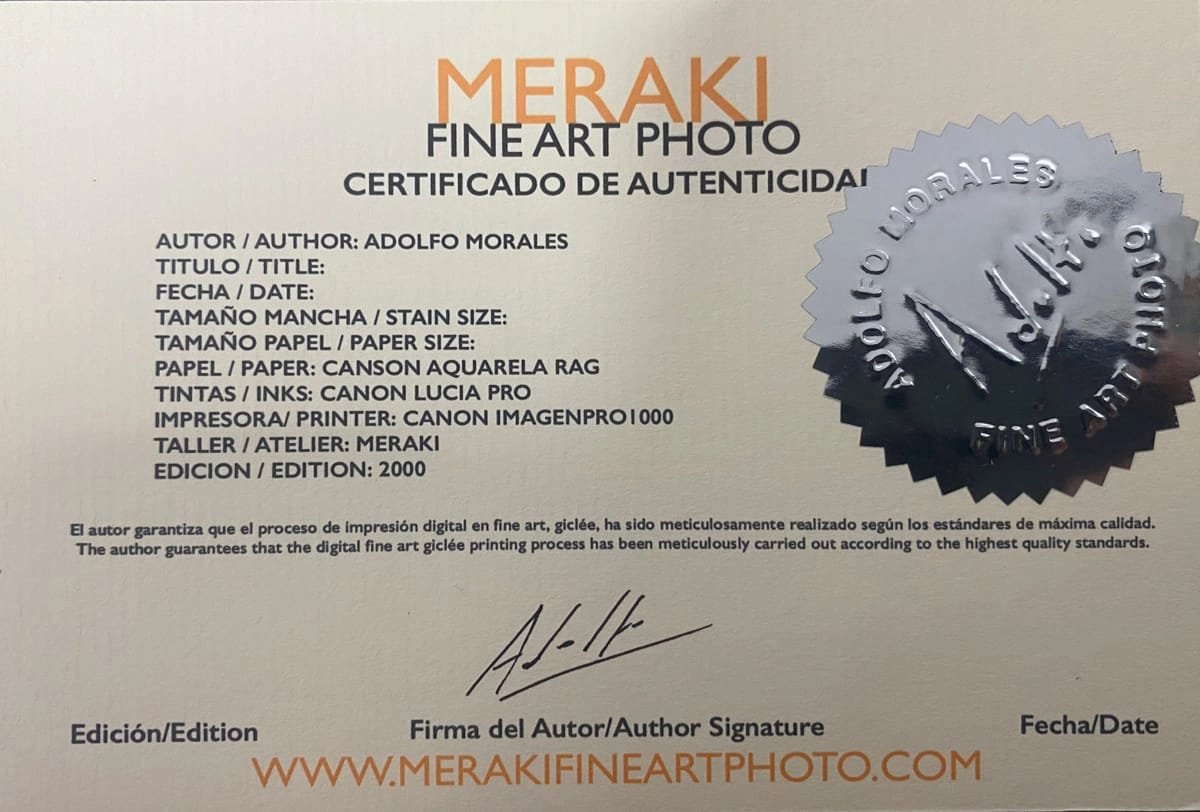 MERAKI
FINE ART PHOTO
CERTIFICADO DE AUTENTICIDA
AUTOR / AUTHOR: ADOLFO MORALES
TITULO / TITLE:
FECHA / DATE:
TAMAÑO MANCHA / STAIN SIZE:
TAMAÑO PAPEL / PAPER SIZE:
PAPEL / PAPER: CANSON AQUARELA RAG
TINTAS / INKS: CANON LUCIA PRO
IMPRESORA/ PRINTER: CANON IMAGENPRO1000
TALLER / ATELIER: MERAKI
EDICION / EDITION: 2000
ADOLFO MORALES
Adolfo
FINE ART PHOTO
El autor garantiza que el proceso de impresión digital en fine art, giclée, ha sido meticulosamente realizado según los estándares de máxima calidad.
The author guarantees that the digital fine art giclée printing process has been meticulously carried out according to the highest quality standards.
Adolfo
Edición/Edition
Firma del Autor/Author Signature
Fecha/Date
WWW.MERAKIFINEARTPHOTO.COM